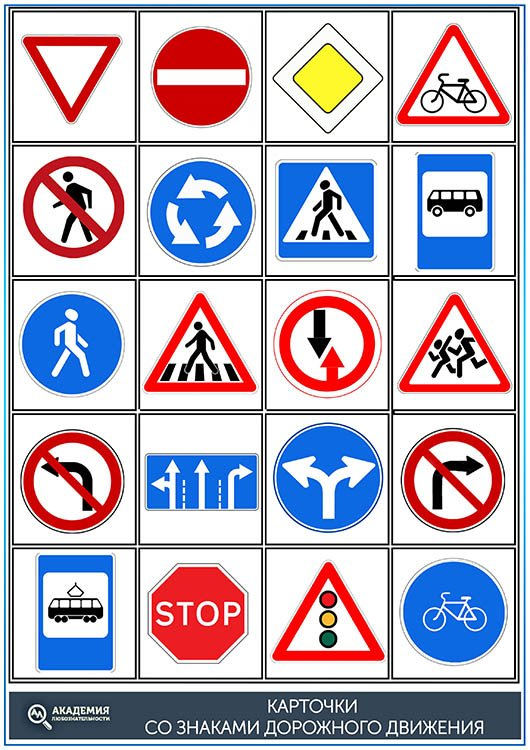 STOP
АКАДЕМИЯ
ЛЮБОЗНАТЕЛЬНОСТИ
КАРТОЧКИ
СО ЗНАКАМИ ДОРОЖНОГО ДВИЖЕНИЯ